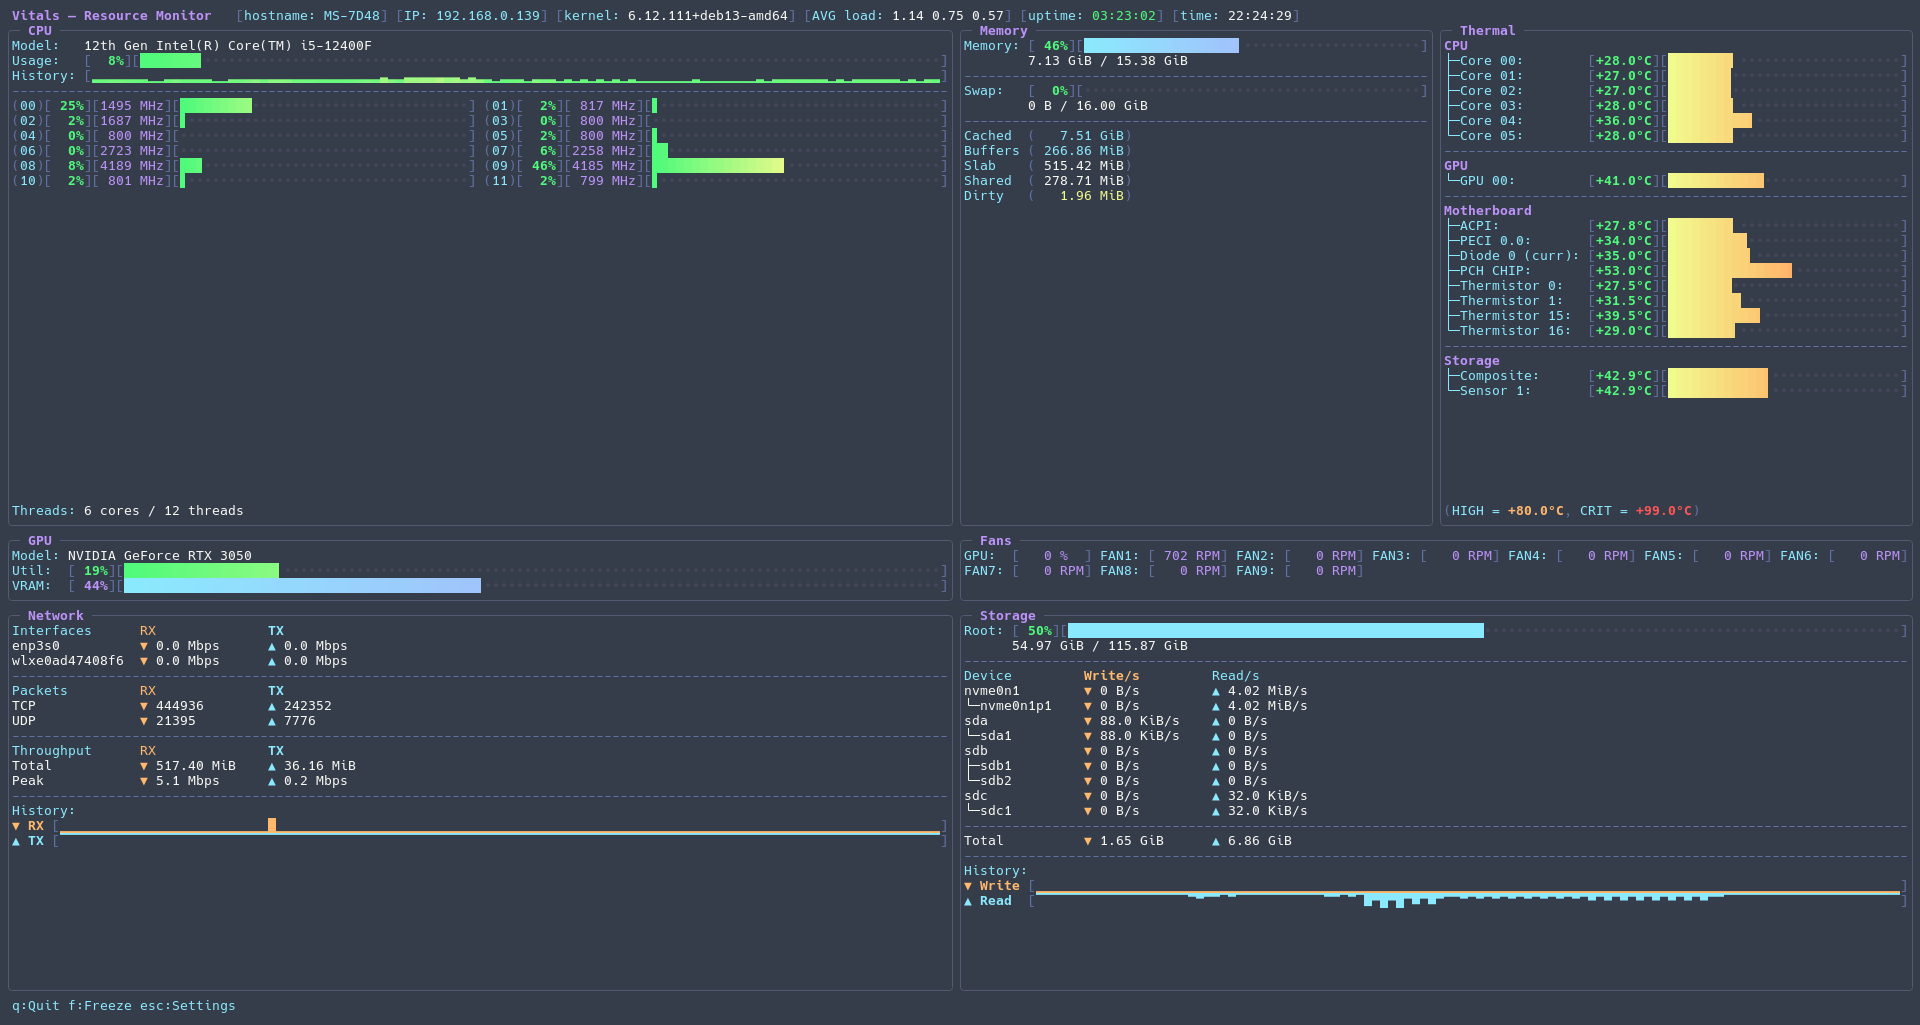 Vitals — Resource Monitor [hostname: MS-7D48] [IP: 192.168.0.139] [kernel: 6.12.111+deb13-amd64] [AVG load: 1.14 0.75 0.57] [uptime: 03:23:02] [time: 22:24:29]
CPU
Model: 12th Gen Intel(R) Core(TM) i5-12400F
Usage: [ 8%][ ]
History: [ ]
(00)[ 25%][1495 MHz][ ] (01)[ 2%][ 817 MHz][ ]
(02)[ 2%][1687 MHz][ ] (03)[ 0%][ 800 MHz][ ]
(04)[ 0%][ 800 MHz][ ] (05)[ 2%][ 800 MHz][ ]
(06)[ 0%][2723 MHz][ ] (07)[ 6%][2258 MHz][ ]
(08)[ 8%][4189 MHz][ ] (09)[ 46%][4185 MHz][ ]
(10)[ 2%][ 801 MHz][ ] (11)[ 2%][ 799 MHz][ ]
Threads: 6 cores / 12 threads
Memory
Memory: [ 46%][ ]
7.13 GiB / 15.38 GiB
Swap: [ 0%][ ]
0 B / 16.00 GiB
Cached ( 7.51 GiB)
Buffers ( 266.86 MiB)
Slab ( 515.42 MiB)
Shared ( 278.71 MiB)
Dirty ( 1.96 MiB)
Thermal
CPU
├─Core 00: [+28.0°C][ ]
├─Core 01: [+27.0°C][ ]
├─Core 02: [+27.0°C][ ]
├─Core 03: [+28.0°C][ ]
├─Core 04: [+36.0°C][ ]
└─Core 05: [+28.0°C][ ]
GPU
└─GPU 00: [+41.0°C][ ]
Motherboard
├─ACPI: [+27.8°C][ ]
├─PECI 0.0: [+34.0°C][ ]
├─Diode 0 (curr): [+35.0°C][ ]
├─PCH CHIP: [+53.0°C][ ]
├─Thermistor 0: [+27.5°C][ ]
├─Thermistor 1: [+31.5°C][ ]
├─Thermistor 15: [+39.5°C][ ]
└─Thermistor 16: [+29.0°C][ ]
Storage
├─Composite: [+42.9°C][ ]
└─Sensor 1: [+42.9°C][ ]
(HIGH = +80.0°C, CRIT = +99.0°C)
GPU
Model: NVIDIA GeForce RTX 3050
Util: [ 19%][ ]
VRAM: [ 44%][ ]
Fans
GPU: [ 0 % ] FAN1: [ 702 RPM] FAN2: [ 0 RPM] FAN3: [ 0 RPM] FAN4: [ 0 RPM] FAN5: [ 0 RPM] FAN6: [ 0 RPM]
FAN7: [ 0 RPM] FAN8: [ 0 RPM] FAN9: [ 0 RPM]
Network
Interfaces RX TX
enp3s0 ▼ 0.0 Mbps ▲ 0.0 Mbps
wlxe0ad47408f6 ▼ 0.0 Mbps ▲ 0.0 Mbps
Packets RX TX
TCP ▼ 444936 ▲ 242352
UDP ▼ 21395 ▲ 7776
Throughput RX TX
Total ▼ 517.40 MiB ▲ 36.16 MiB
Peak ▼ 5.1 Mbps ▲ 0.2 Mbps
History:
▼ RX [ ]
▲ TX [ ]
Storage
Root: [ 50%][ ]
54.97 GiB / 115.87 GiB
Device Write/s Read/s
nvme0n1 ▼ 0 B/s ▲ 4.02 MiB/s
└─nvme0n1p1 ▼ 0 B/s ▲ 4.02 MiB/s
sda ▼ 88.0 KiB/s ▲ 0 B/s
└─sda1 ▼ 88.0 KiB/s ▲ 0 B/s
sdb ▼ 0 B/s ▲ 0 B/s
├─sdb1 ▼ 0 B/s ▲ 0 B/s
└─sdb2 ▼ 0 B/s ▲ 0 B/s
sdc ▼ 0 B/s ▲ 32.0 KiB/s
└─sdc1 ▼ 0 B/s ▲ 32.0 KiB/s
Total ▼ 1.65 GiB ▲ 6.86 GiB
History:
▼ Write [ ]
▲ Read [ ]
q:Quit f:Freeze esc:Settings